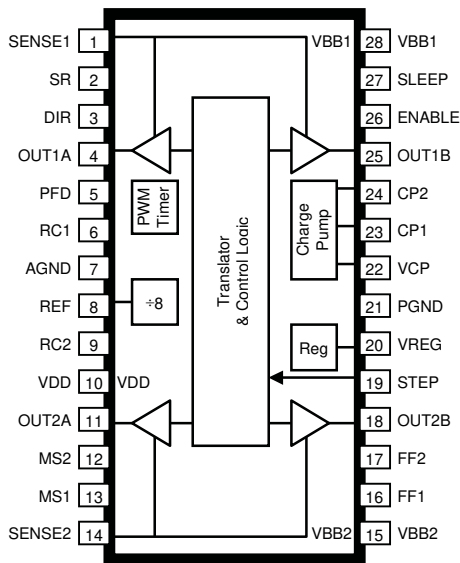 SENSE1 1 VBB1 28 VBB1
SR 2 27 SLEEP
DIR 3 26 ENABLE
OUT1A 4 25 OUT1B
PFD 5 24 CP2
PWM
Timer
Charge
Pump
RC1 6 23 CP1
AGND 7 22 VCP
Translator
& Control Logic
REF 8 ÷8 21 PGND
RC2 9 Reg 20 VREG
VDD 10 VDD 19 STEP
OUT2A 11 18 OUT2B
MS2 12 17 FF2
MS1 13 16 FF1
SENSE2 14 VBB2 15 VBB2